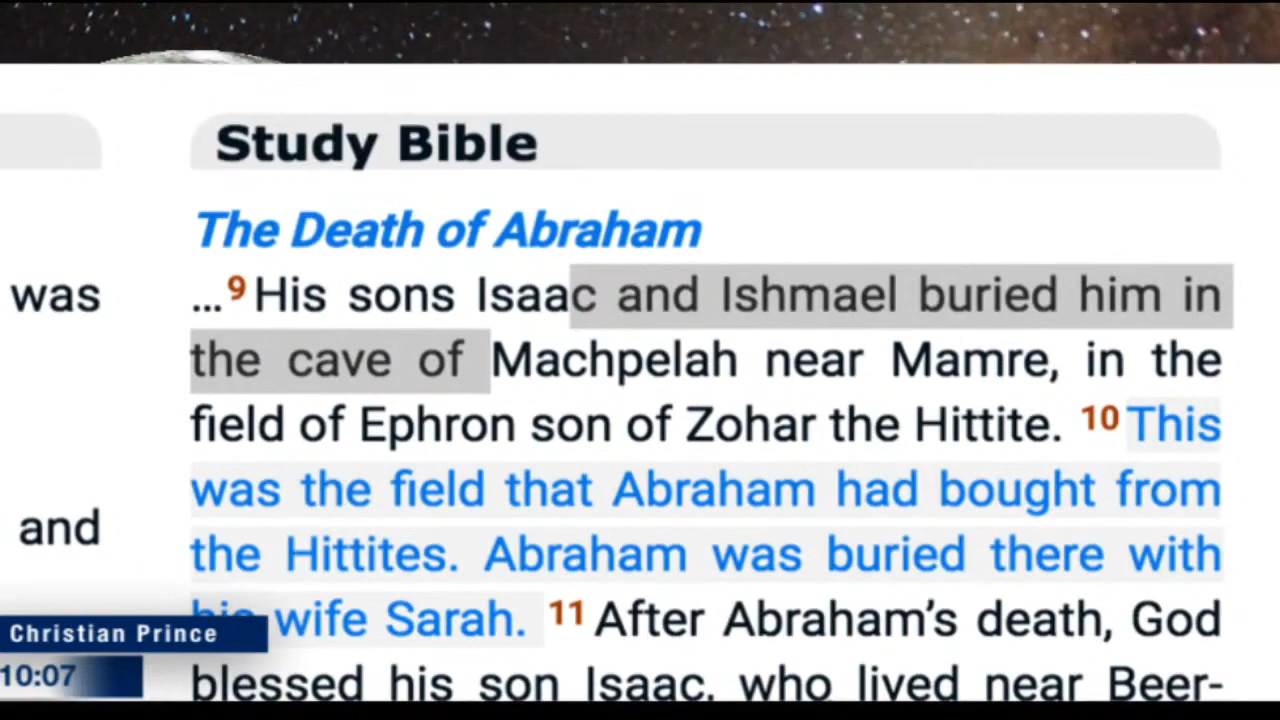 Study Bible
The Death of Abraham
was
...9 His sons Isaac and Ishmael buried him in
the cave of Machpelah near Mamre, in the
field of Ephron son of Zohar the Hittite. 10 This
was the field that Abraham had bought from
and
the Hittites. Abraham was buried there with
his wife Sarah. 11 After Abraham’s death, God
blessed his son Isaac, who lived near Beer-
Christian Prince
10:07